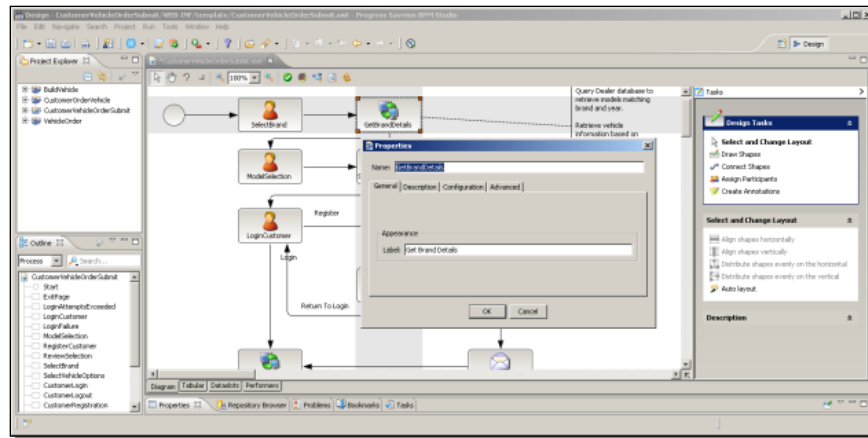 Design - CustomerVehicleOrderSubmit/WEB-INF/template/CustomerVehicleOrderSubmit.swt - Progress Savvion BPM Studio
File Edit Navigate Search Project Run Tools Window Help
Design
Project Explorer
BuildVehicle
CustomerOrderVehicle
CustomerVehicleOrderSubmit
VehicleOrder
100%
SelectBrand
GetBrandDetails
Query Dealer database to
retrieve models matching
brand and year.
Retrieve vehicle
information based on
ModelSelection
LoginCustomer
Register
Login
Return To Login
Properties
Name: GetBrandDetails
General Description Configuration Advanced
Appearance
Label: Get Brand Details
OK Cancel
Tasks
Design Tasks
Select and Change Layout
Draw Shapes
Connect Shapes
Assign Participants
Create Annotations
Select and Change Layout
Align shapes horizontally
Align shapes vertically
Distribute shapes evenly on the horizontal
Distribute shapes evenly on the vertical
Auto layout
Description
Outline
Process Search...
CustomerVehicleOrderSubmit
Start
ExitPage
LoginAttemptsExceeded
LoginCustomer
LoginFailure
ModelSelection
RegisterCustomer
ReviewSelection
SelectBrand
SelectVehicleOptions
CustomerLogin
CustomerLogout
CustomerRegistration
Diagram Tabular Dataslots Performers
Properties Repository Browser Problems Bookmarks Tasks